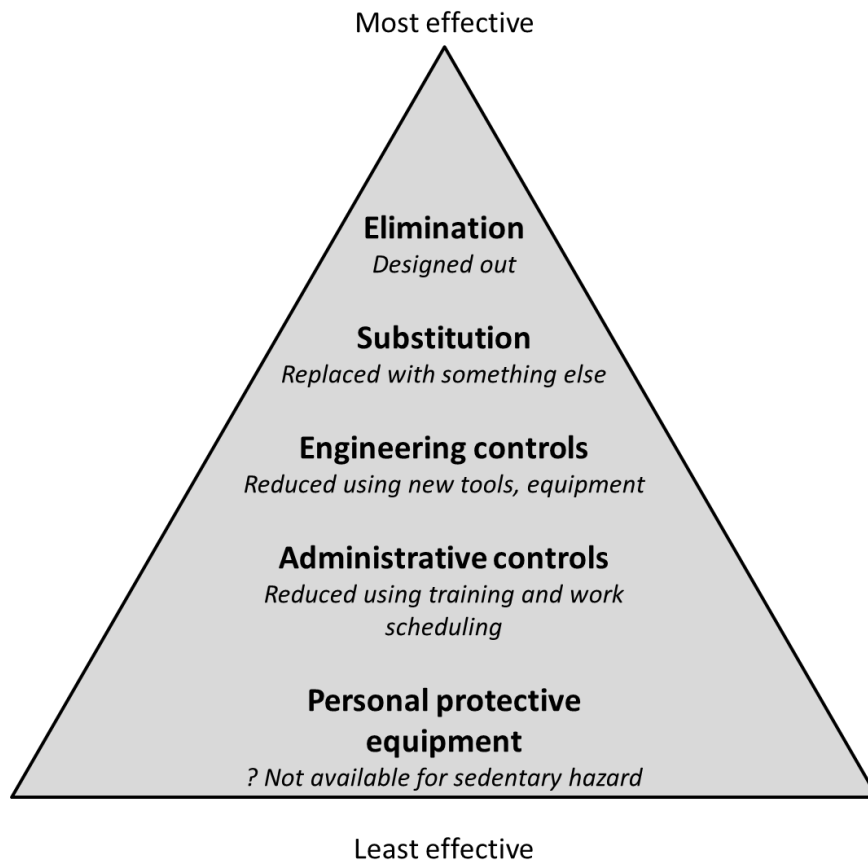 Most effective
Elimination
Designed out
Substitution
Replaced with something else
Engineering controls
Reduced using new tools, equipment
Administrative controls
Reduced using training and work
scheduling
Personal protective
equipment
? Not available for sedentary hazard
Least effective